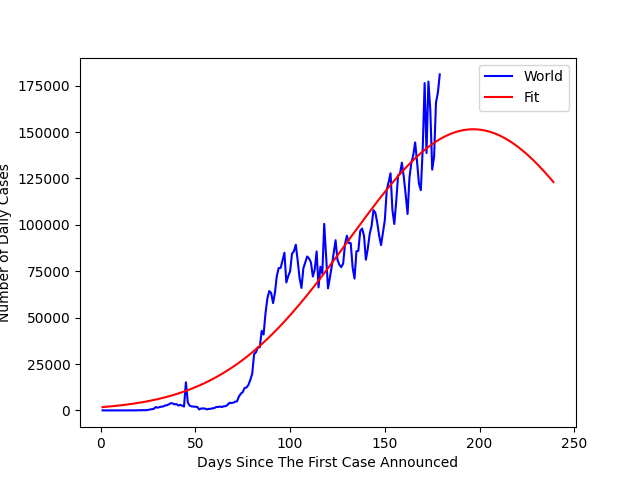 World
Fit
175000
150000
125000
100000
75000
50000
25000
0
Number of Daily Cases
0 50 100 150 200 250
Days Since The First Case Announced